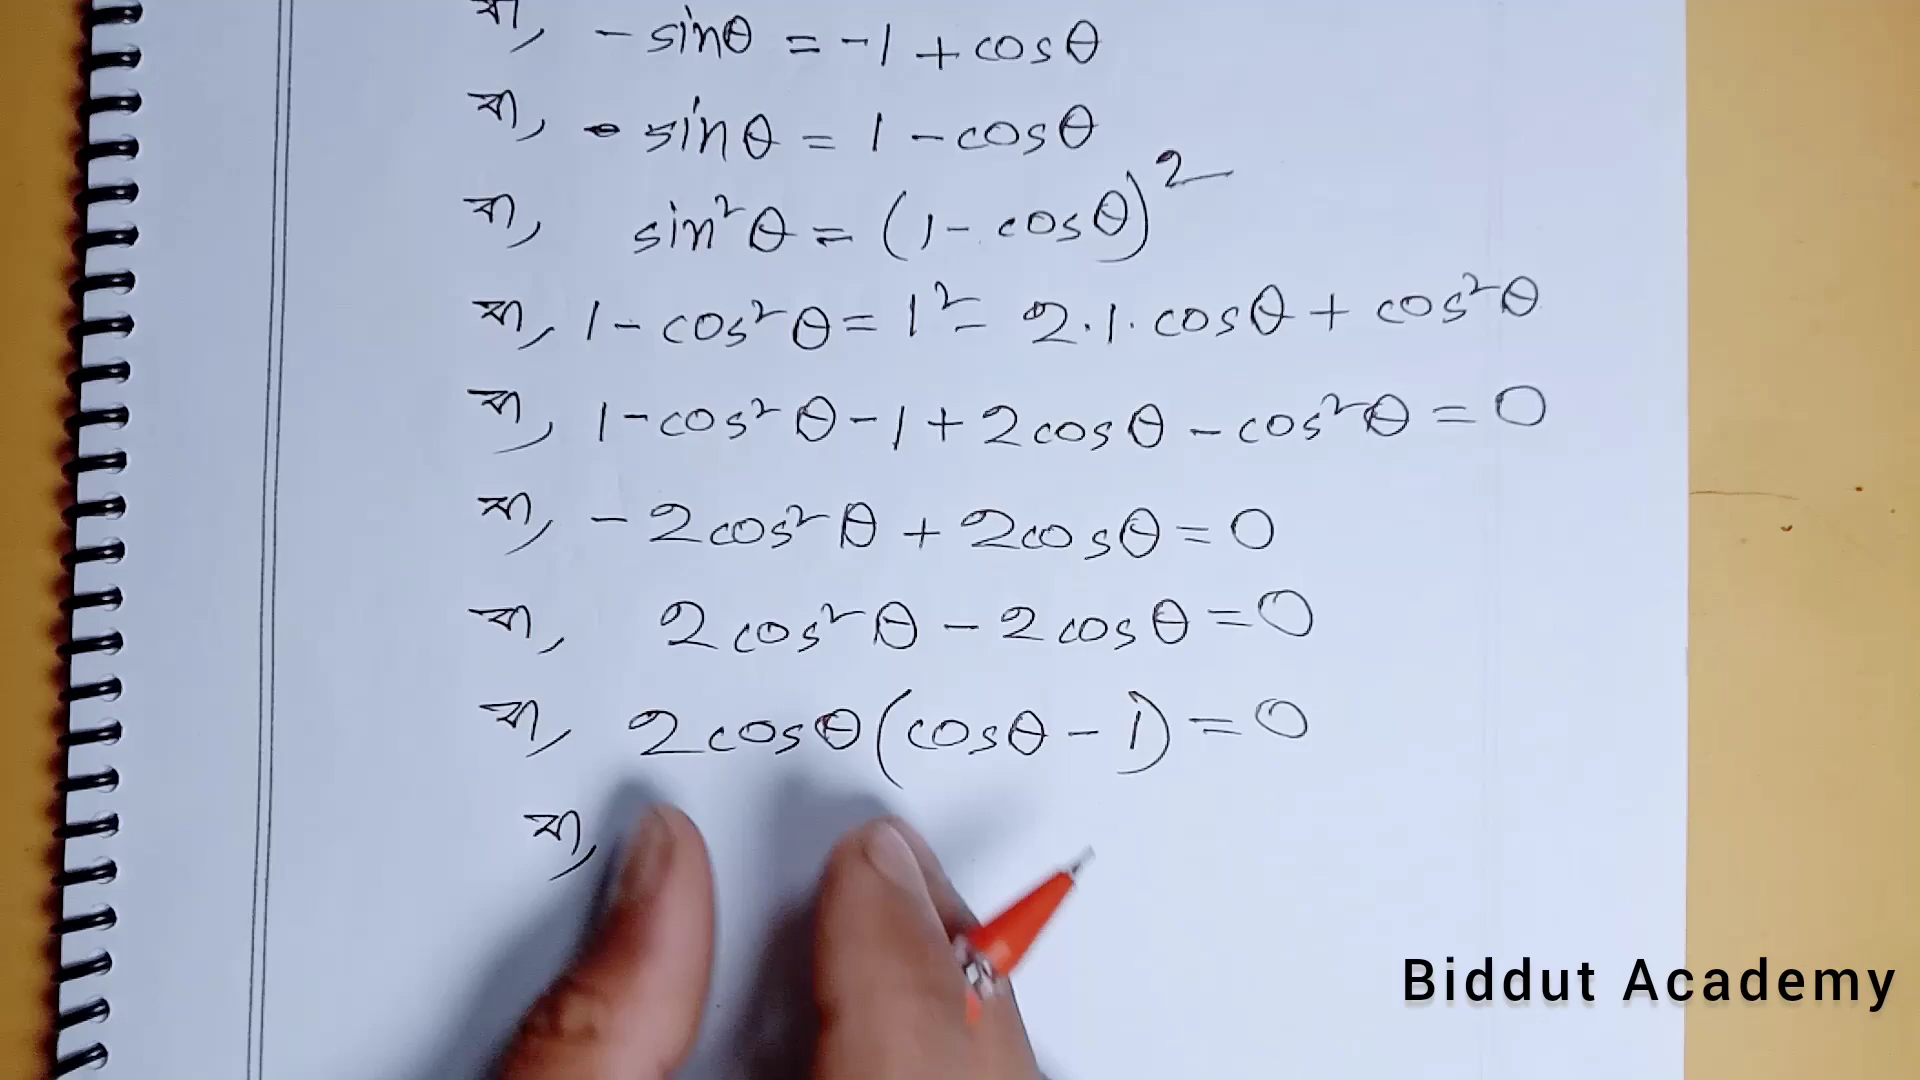 বা, - sinθ = -1 + cosθ
বা, sinθ = 1 - cosθ
বা, sin²θ = (1 - cosθ)²
বা, 1 - cos²θ = 1² - 2.1.cosθ + cos²θ
বা, 1 - cos²θ - 1 + 2cosθ - cos²θ = 0
বা, - 2cos²θ + 2cosθ = 0
বা, 2cos²θ - 2cosθ = 0
বা, 2cosθ(cosθ - 1) = 0
বা,
Biddut Academy